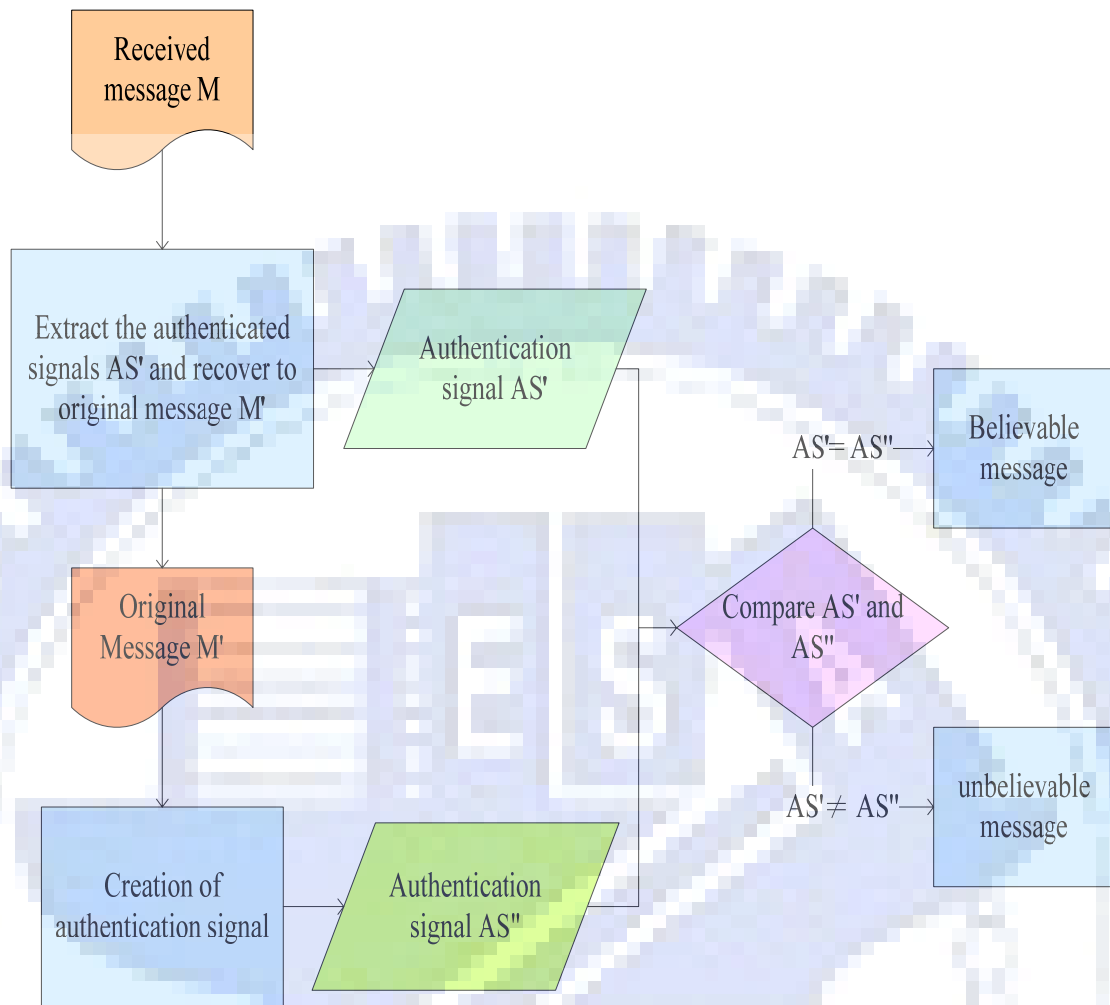 Received
message M
Extract the authenticated
signals AS' and recover to
original message M'
Authentication
signal AS'
Original
Message M'
Creation of
authentication signal
Authentication
signal AS"
Compare AS' and
AS"
AS'= AS"
Believable
message
AS'≠ AS"
unbelievable
message
ES